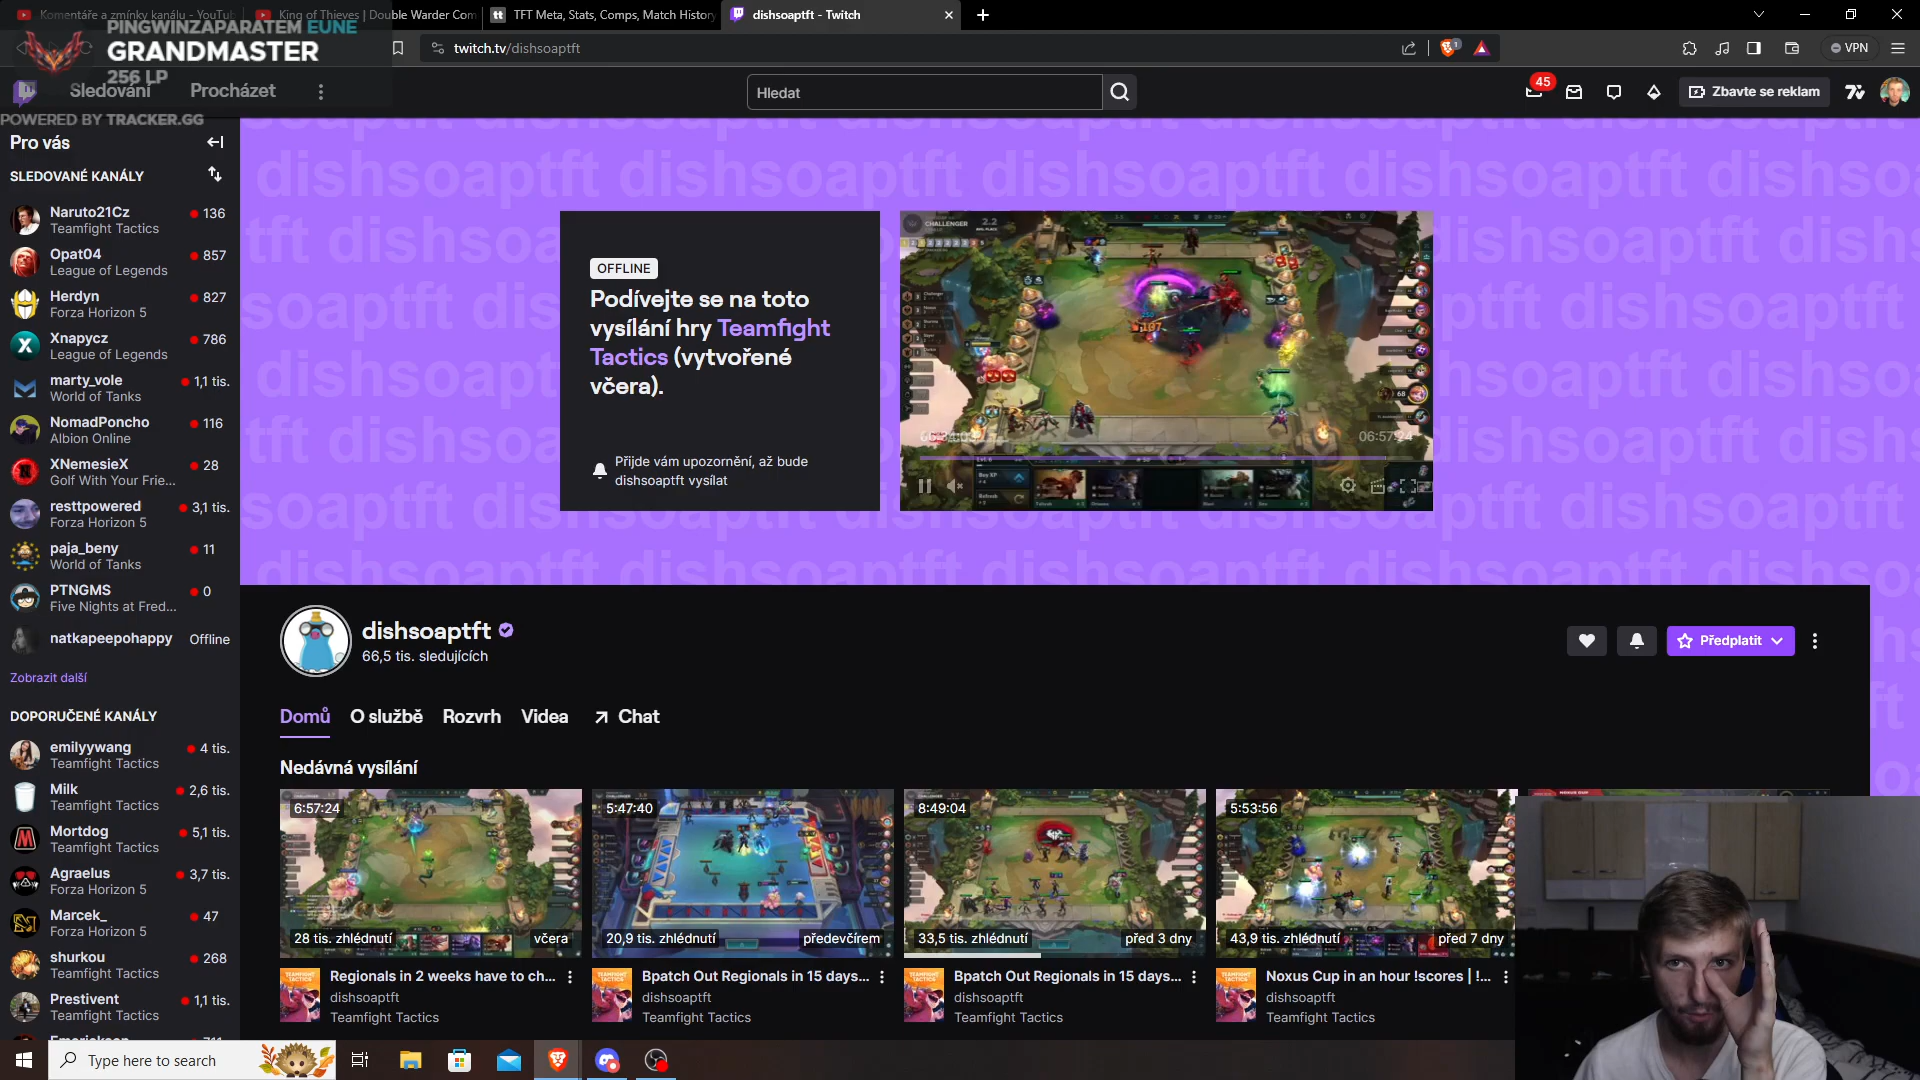 Komentáře a zmínky kanálu - YouTub
King of Thieves | Double Warder Com
TFT Meta, Stats, Comps, Match History
dishsoaptft - Twitch
PINGWINZAPARATEM EUNE
GRANDMASTER
256 LP
POWERED BY TRACKER.GG
twitch.tv/dishsoaptft
VPN
Sledování
Procházet
Hledat
45
Zbavte se reklam
Pro vás
SLEDOVANÉ KANÁLY
Naruto21Cz
136
Teamfight Tactics
Opat04
857
League of Legends
Herdyn
827
Forza Horizon 5
Xnapycz
786
League of Legends
marty_vole
1,1 tis.
World of Tanks
NomadPoncho
116
Albion Online
XNemesieX
28
Golf With Your Frie...
resttpowered
3,1 tis.
Forza Horizon 5
paja_beny
11
World of Tanks
PTNGMS
0
Five Nights at Fred...
natkapeepohappy
Offline
Zobrazit další
DOPORUČENÉ KANÁLY
emilyywang
4 tis.
Teamfight Tactics
Milk
2,6 tis.
Teamfight Tactics
Mortdog
5,1 tis.
Teamfight Tactics
Agraelus
3,7 tis.
Forza Horizon 5
Marcek_
47
Forza Horizon 5
shurkou
268
Teamfight Tactics
Prestivent
1,1 tis.
Teamfight Tactics
OFFLINE
Podívejte se na toto
vysílání hry Teamfight
Tactics (vytvořené
včera).
Přijde vám upozornění, až bude
dishsoaptft vysílat
CHALLENGER
2.2
06:57:24
dishsoaptft
66,5 tis. sledujících
Předplatit
Domů
O službě
Rozvrh
Videa
Chat
Nedávná vysílání
6:57:24
28 tis. zhlédnutí
včera
Regionals in 2 weeks have to ch...
dishsoaptft
Teamfight Tactics
5:47:40
20,9 tis. zhlédnutí
předevčírem
Bpatch Out Regionals in 15 days...
dishsoaptft
Teamfight Tactics
8:49:04
33,5 tis. zhlédnutí
před 3 dny
Bpatch Out Regionals in 15 days...
dishsoaptft
Teamfight Tactics
5:53:56
43,9 tis. zhlédnutí
před 7 dny
Noxus Cup in an hour !scores | !...
dishsoaptft
Teamfight Tactics
Type here to search